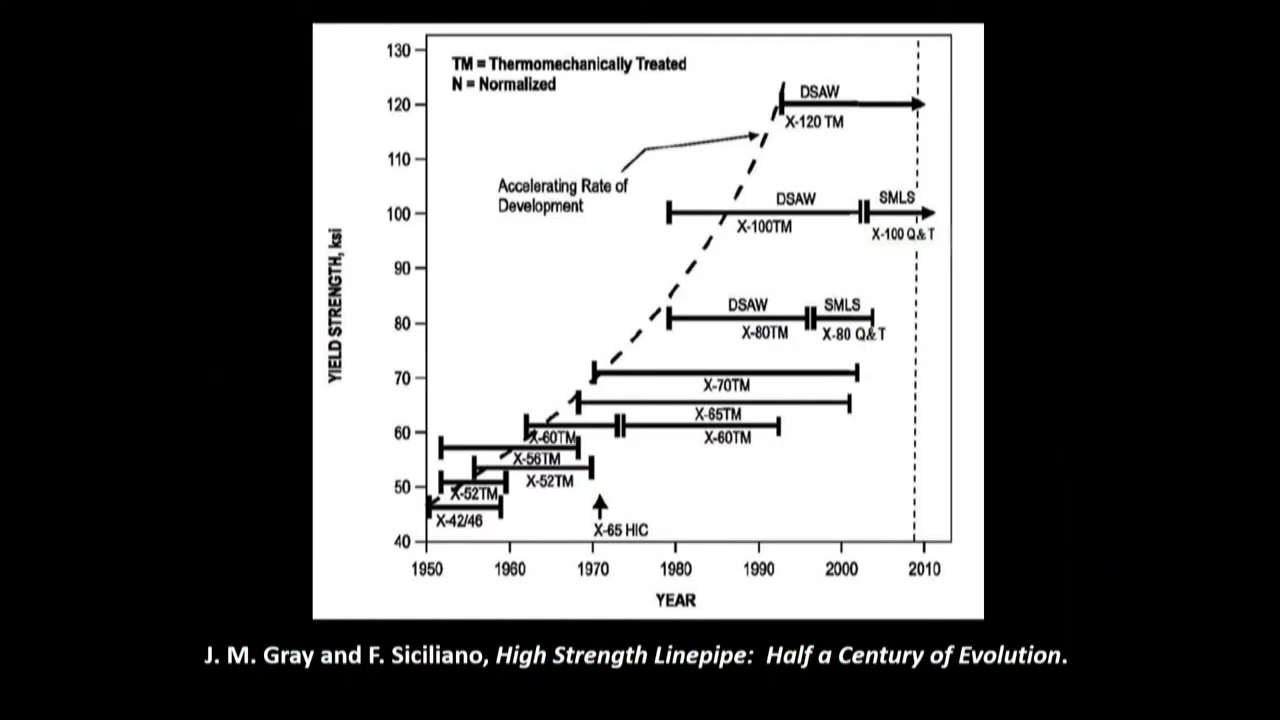 130
TM = Thermomechanically Treated
N = Normalized
DSAW
120
X-120 TM
110
Accelerating Rate of
Development
DSAW
SMLS
100
X-100TM
X-100 Q&T
90
DSAW
SMLS
80
X-80TM
X-80 Q&T
70
X-70TM
X-65TM
60
X-60TM
X-60TM
X-56TM
X-52TM
50
X-52TM
X-42/46
X-65 HIC
40
YIELD STRENGTH, ksi
1950 1960 1970 1980 1990 2000 2010
YEAR
J. M. Gray and F. Siciliano, High Strength Linepipe: Half a Century of Evolution.